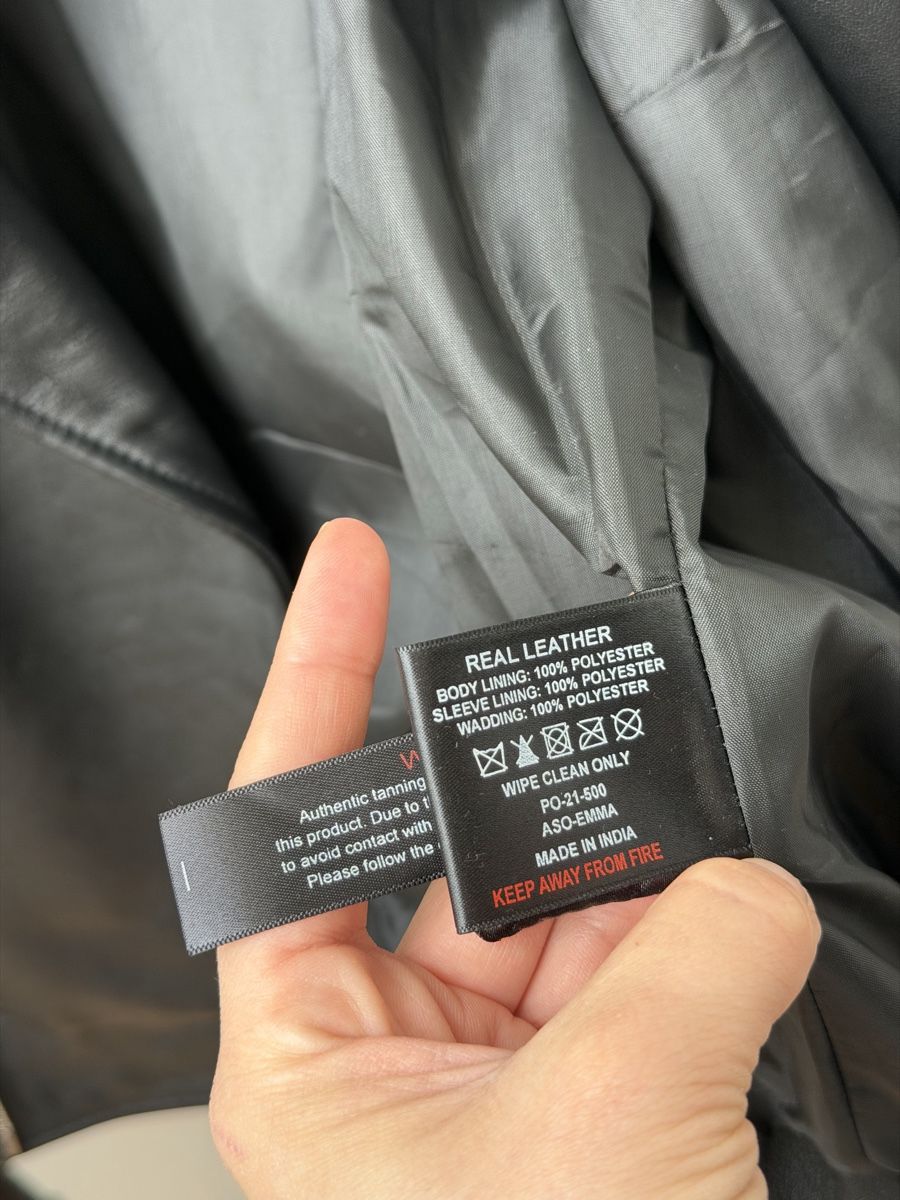 REAL LEATHER
BODY LINING: 100% POLYESTER
SLEEVE LINING: 100% POLYESTER
WADDING: 100% POLYESTER
WIPE CLEAN ONLY
PO-21-500
ASO-EMMA
MADE IN INDIA
KEEP AWAY FROM FIRE
Authentic tanning
this product. Due to
to avoid contact with
Please follow the